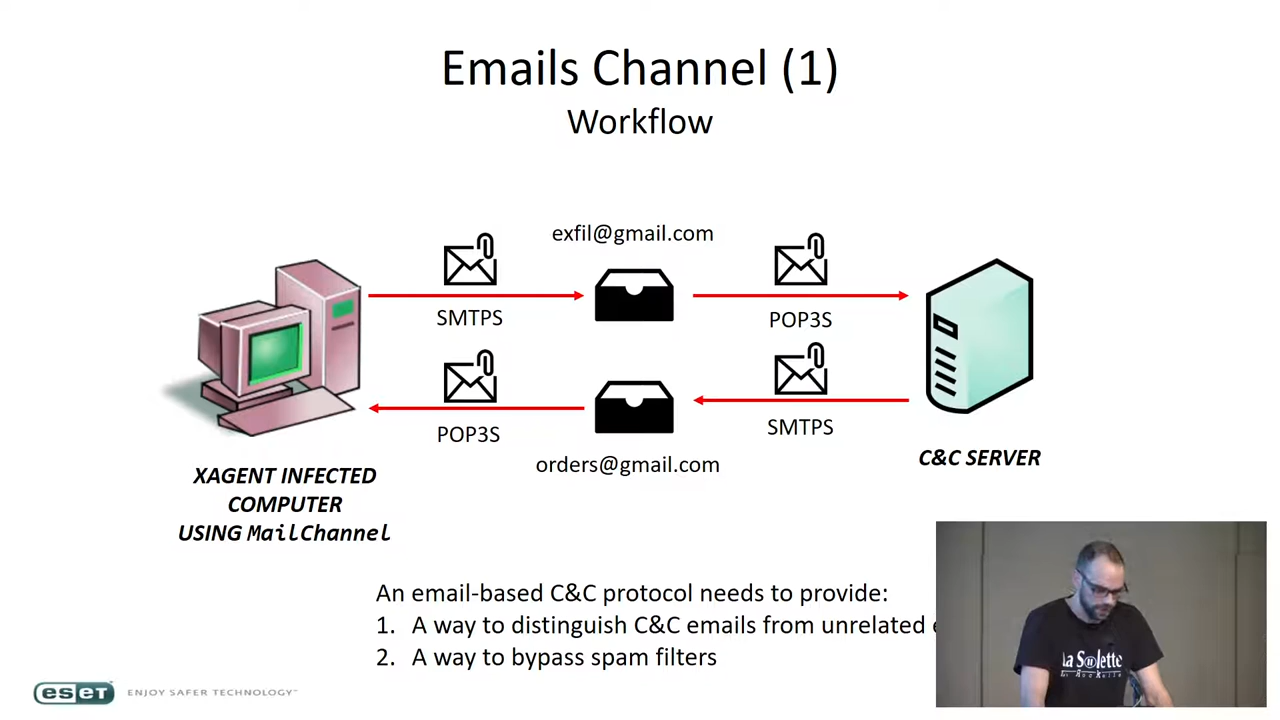 Emails Channel (1)
Workflow
exfil@gmail.com
SMTPS
POP3S
POP3S
SMTPS
orders@gmail.com
XAGENT INFECTED
COMPUTER
USING MailChannel
C&C SERVER
An email-based C&C protocol needs to provide:
1. A way to distinguish C&C emails from unrelated
2. A way to bypass spam filters
eset ENJOY SAFER TECHNOLOGY™